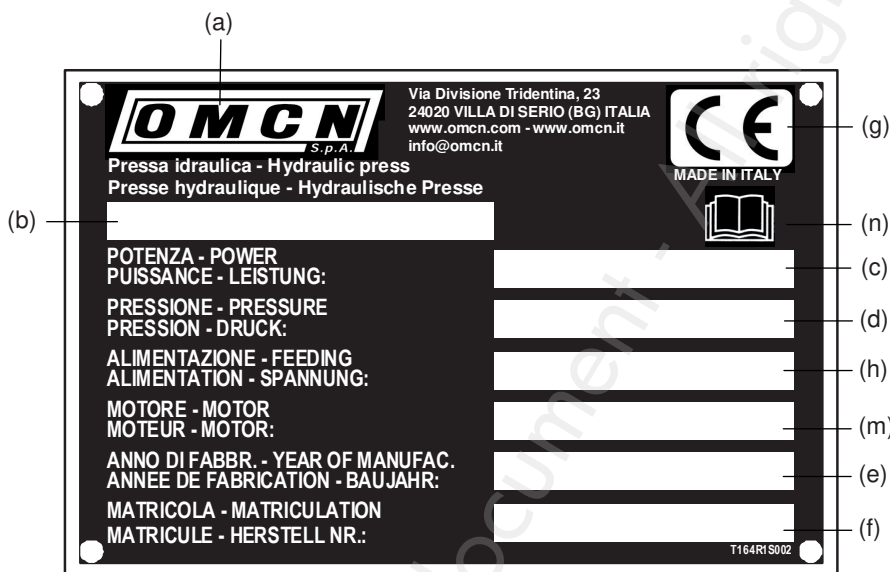 (a)
OMCN
S.p.A.
Via Divisione Tridentina, 23
24020 VILLA DI SERIO (BG) ITALIA
www.omcn.com - www.omcn.it
info@omcn.it
CE
(g)
MADE IN ITALY
Pressa idraulica - Hydraulic press
Presse hydraulique - Hydraulische Presse
(b)
(n)
POTENZA - POWER
PUISSANCE - LEISTUNG:
(c)
PRESSIONE - PRESSURE
PRESSION - DRUCK:
(d)
ALIMENTAZIONE - FEEDING
ALIMENTATION - SPANNUNG:
(h)
MOTORE - MOTOR
MOTEUR - MOTOR:
(m)
ANNO DI FABBR. - YEAR OF MANUFAC.
ANNEE DE FABRICATION - BAUJAHR:
(e)
MATRICOLA - MATRICULATION
MATRICULE - HERSTELL NR.:
(f)
T164R1S002
ocument - All rig